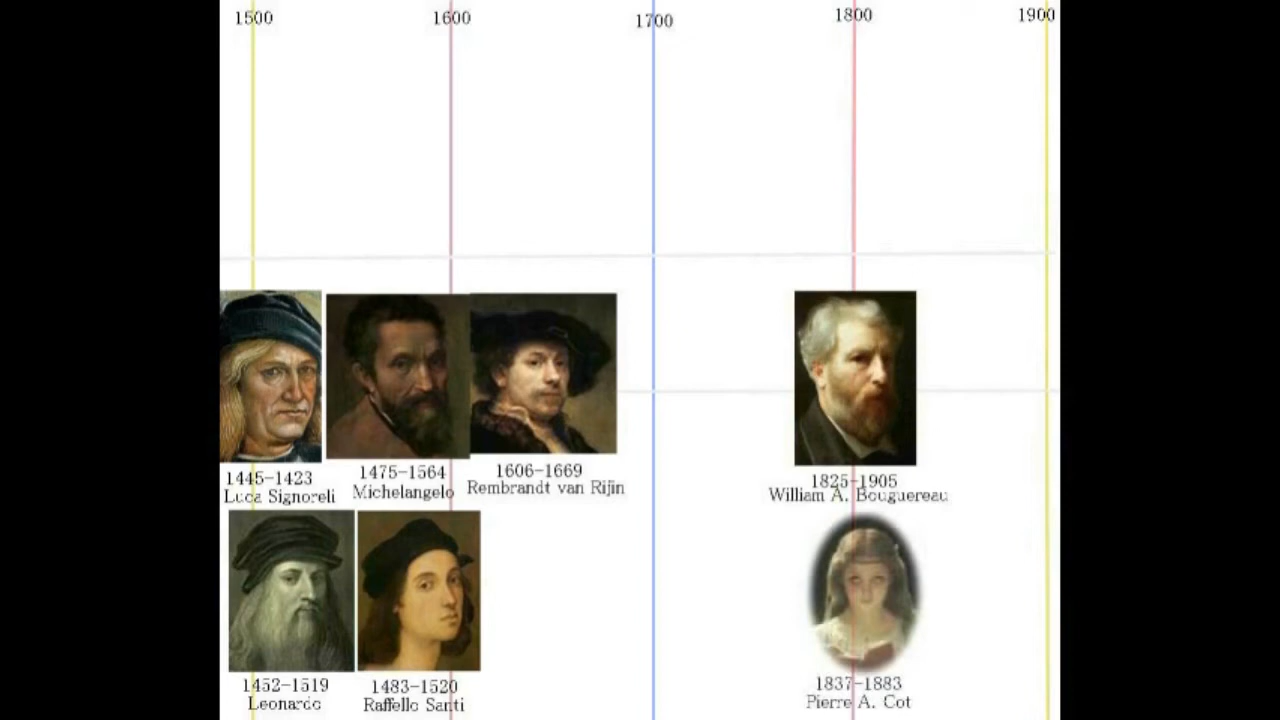 1500
1600
1700
1800
1900
1445-1423
Luca Signoreli
1475-1564
Michelangelo
1606-1669
Rembrandt van Rijin
1825-1905
William A. Bouguereau
1452-1519
Leonardo
1483-1520
Raffello Santi
1837-1883
Pierre A. Cot